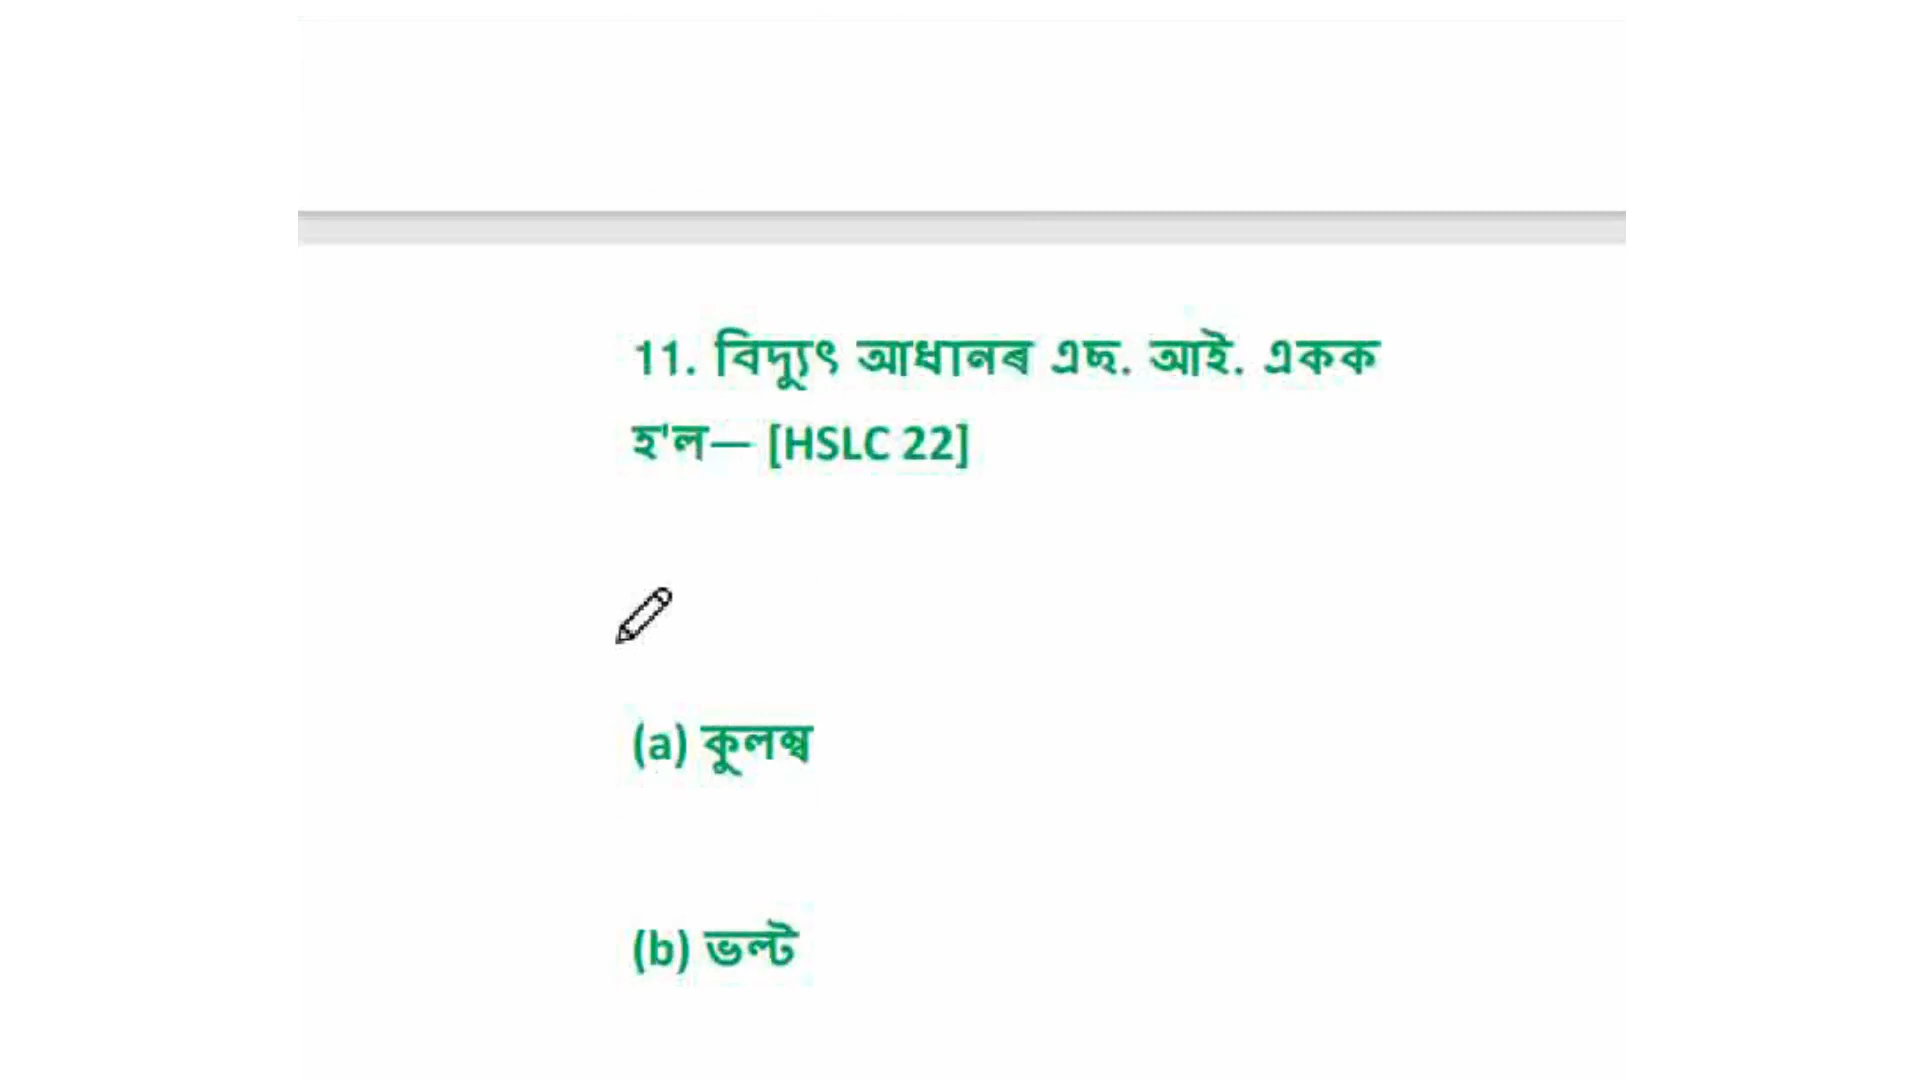 11. বিদ্যুৎ আধানৰ এছ. আই. একক
হ'ল— [HSLC 22]
(a) কুলম্ব
(b) ভল্ট